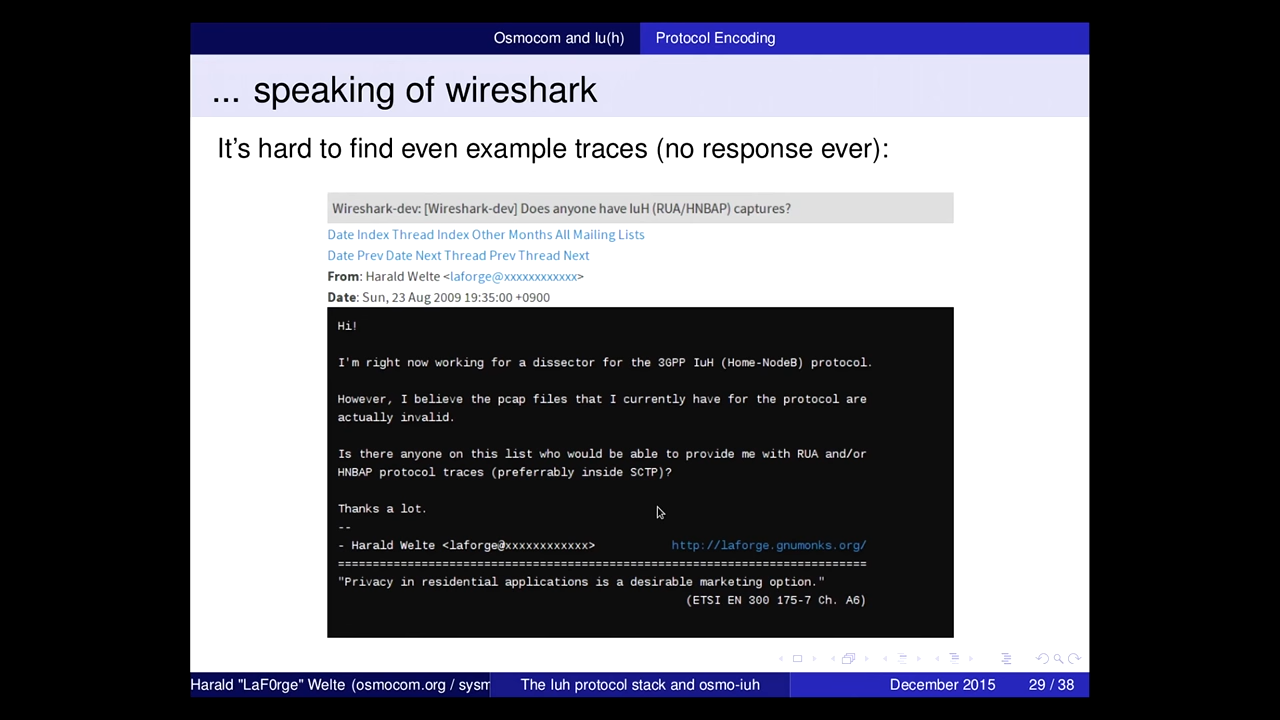 Osmocom and Iu(h) Protocol Encoding
... speaking of wireshark
It's hard to find even example traces (no response ever):
Wireshark-dev: [Wireshark-dev] Does anyone have IuH (RUA/HNBAP) captures?
Date Index Thread Index Other Months All Mailing Lists
Date Prev Date Next Thread Prev Thread Next
From: Harald Welte <laforge@xxxxxxxxxxxx>
Date: Sun, 23 Aug 2009 19:35:00 +0900
Hi!
I'm right now working for a dissector for the 3GPP IuH (Home-NodeB) protocol.
However, I believe the pcap files that I currently have for the protocol are
actually invalid.
Is there anyone on this list who would be able to provide me with RUA and/or
HNBAP protocol traces (preferrably inside SCTP)?
Thanks a lot.
--
- Harald Welte <laforge@xxxxxxxxxxxx> http://laforge.gnumonks.org/
============================================================================
"Privacy in residential applications is a desirable marketing option."
(ETSI EN 300 175-7 Ch. A6)
Harald "LaF0rge" Welte (osmocom.org / sysm The Iuh protocol stack and osmo-iuh December 2015 29 / 38